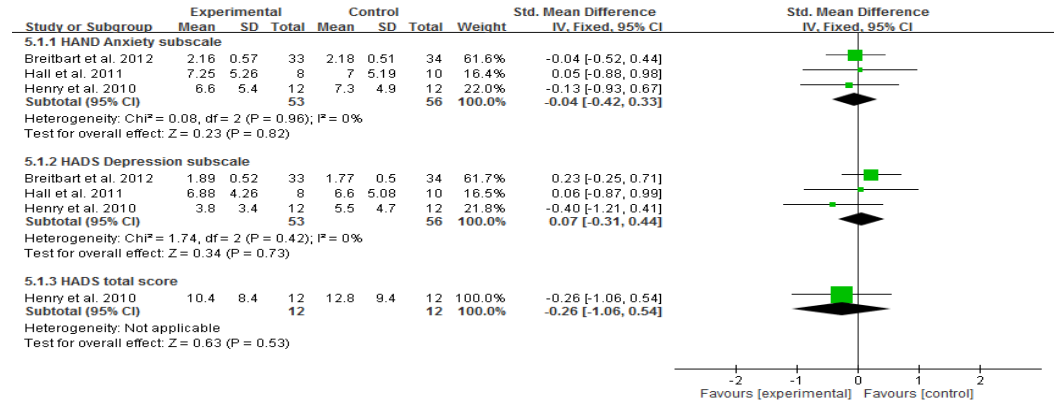 Experimental Control Std. Mean Difference Std. Mean Difference
Study or Subgroup Mean SD Total Mean SD Total Weight IV, Fixed, 95% CI IV, Fixed, 95% CI
5.1.1 HAND Anxiety subscale
Breitbart et al. 2012 2.16 0.57 33 2.18 0.51 34 61.6% -0.04 [-0.52, 0.44]
Hall et al. 2011 7.25 5.26 8 7 5.19 10 16.4% 0.05 [-0.88, 0.98]
Henry et al. 2010 6.6 5.4 12 7.3 4.9 12 22.0% -0.13 [-0.93, 0.67]
Subtotal (95% CI) 53 56 100.0% -0.04 [-0.42, 0.33]
Heterogeneity: Chi² = 0.08, df = 2 (P = 0.96); I² = 0%
Test for overall effect: Z = 0.23 (P = 0.82)
5.1.2 HADS Depression subscale
Breitbart et al. 2012 1.89 0.52 33 1.77 0.5 34 61.7% 0.23 [-0.25, 0.71]
Hall et al. 2011 6.88 4.26 8 6.6 5.08 10 16.5% 0.06 [-0.87, 0.99]
Henry et al. 2010 3.8 3.4 12 5.5 4.7 12 21.8% -0.40 [-1.21, 0.41]
Subtotal (95% CI) 53 56 100.0% 0.07 [-0.31, 0.44]
Heterogeneity: Chi² = 1.74, df = 2 (P = 0.42); I² = 0%
Test for overall effect: Z = 0.34 (P = 0.73)
5.1.3 HADS total score
Henry et al. 2010 10.4 8.4 12 12.8 9.4 12 100.0% -0.26 [-1.06, 0.54]
Subtotal (95% CI) 12 12 100.0% -0.26 [-1.06, 0.54]
Heterogeneity: Not applicable
Test for overall effect: Z = 0.63 (P = 0.53)
-2 -1 0 1 2
Favours [experimental] Favours [control]